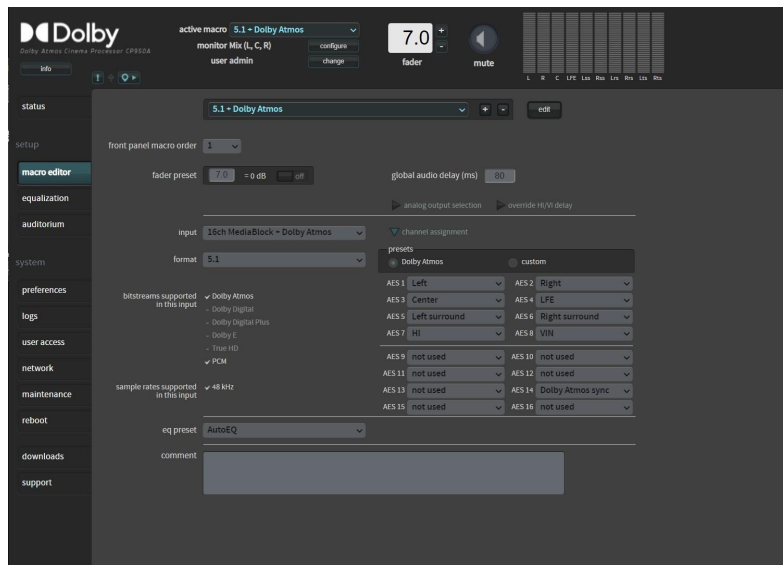 Dolby
Dolby Atmos Cinema Processor CP950A
info
active macro 5.1 + Dolby Atmos
monitor Mix (L, C, R) configure
user admin change
7.0 + -
fader
mute
L R C LFE Lss Rss Lrs Rrs Lts Rts
status
setup
macro editor
equalization
auditorium
system
preferences
logs
user access
network
maintenance
reboot
downloads
support
5.1 + Dolby Atmos + - edit
front panel macro order 1
fader preset 7.0 = 0 dB off
global audio delay (ms) 80
analog output selection override HI/VI delay
input 16ch MediaBlock + Dolby Atmos
channel assignment
presets
Dolby Atmos custom
format 5.1
AES 1 Left AES 2 Right
AES 3 Center AES 4 LFE
AES 5 Left surround AES 6 Right surround
AES 7 HI AES 8 VIN
AES 9 not used AES 10 not used
AES 11 not used AES 12 not used
AES 13 not used AES 14 Dolby Atmos sync
AES 15 not used AES 16 not used
bitstreams supported
in this input
Dolby Atmos
- Dolby Digital
- Dolby Digital Plus
- Dolby E
- True HD
PCM
sample rates supported
in this input
48 kHz
eq preset AutoEQ
comment